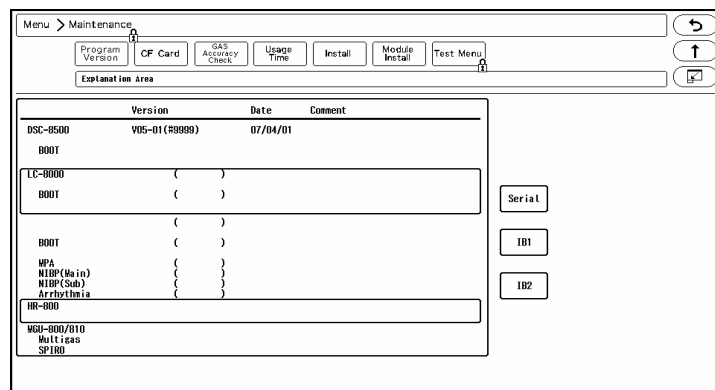 Menu > Maintenance
Program Version
CF Card
GAS Accuracy Check
Usage Time
Install
Module Install
Test Menu
Explanation Area
Version Date Comment
DSC-8500 V05-01(#9999) 07/04/01
BOOT
LC-8000 ( )
BOOT ( )
( )
BOOT ( )
MPA ( )
NIBP(Main) ( )
NIBP(Sub) ( )
Arrhythmia ( )
HR-800
MGU-800/810
Multigas
SPIRO
Serial
IB1
IB2